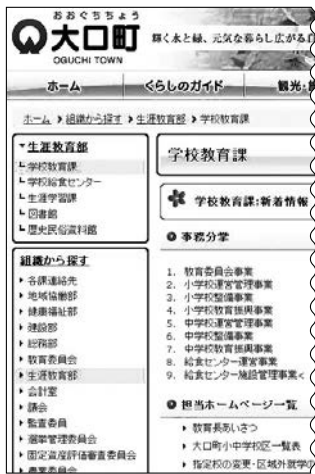 おおぐちちょう
大口町
OGUCHI TOWN
輝く水と緑、元気な暮らし広がる
ホーム
くらしのガイド
観光・
ホーム > 組織から探す > 生涯教育部 > 学校教育課
生涯教育部
学校教育課
学校給食センター
生涯学習課
図書館
歴史民俗資料館
組織から探す
各課連絡先
地域協働部
健康福祉部
建設部
総務部
教育委員会
生涯教育部
会計室
議会
監査委員
選挙管理委員会
固定資産評価審査委員会
農業委員会
学校教育課
学校教育課:新着情報
事務分掌
1. 教育委員会事業
2. 小学校運営管理事業
3. 小学校整備事業
4. 小学校教育振興事業
5. 中学校運営管理事業
6. 中学校整備事業
7. 中学校教育振興事業
8. 給食センター運営事業
9. 給食センター施設管理事業<
担当ホームページ一覧
教育長あいさつ
大口町小中学校区一覧表
指定校の変更・区域外就学の